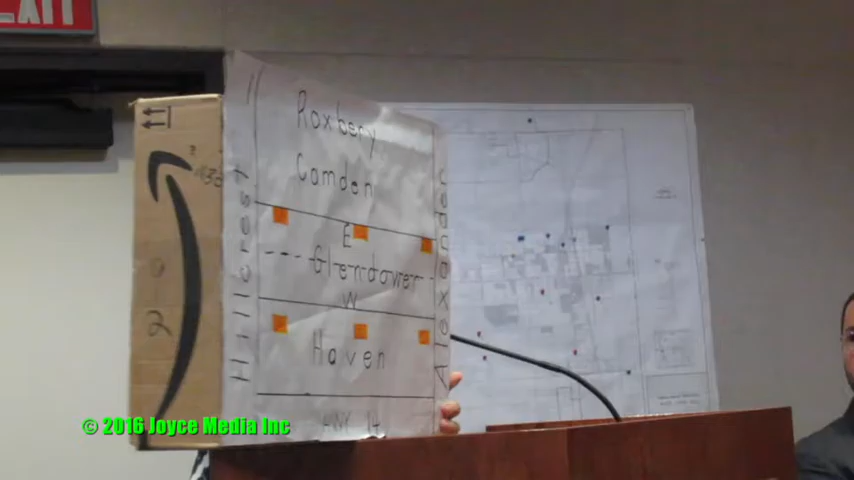 EXIT
Roxbery
Camden
E
Glendower
W
Haven
Hillcrest
Alexander
© 2016 Joyce Media Inc